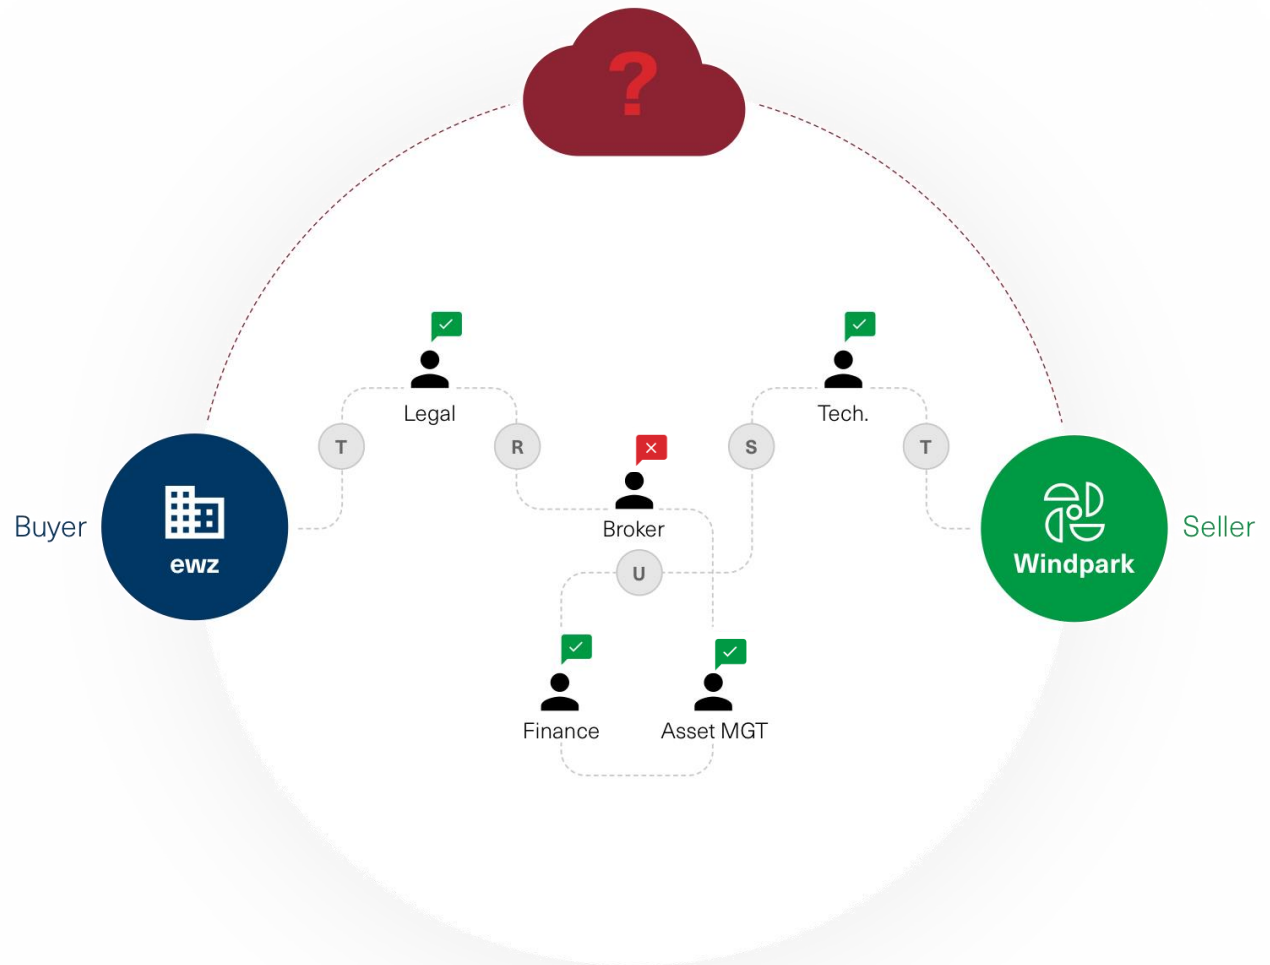 ?
Legal
Tech.
T
R
S
T
Broker
Buyer
ewz
Windpark
Seller
U
Finance
Asset MGT